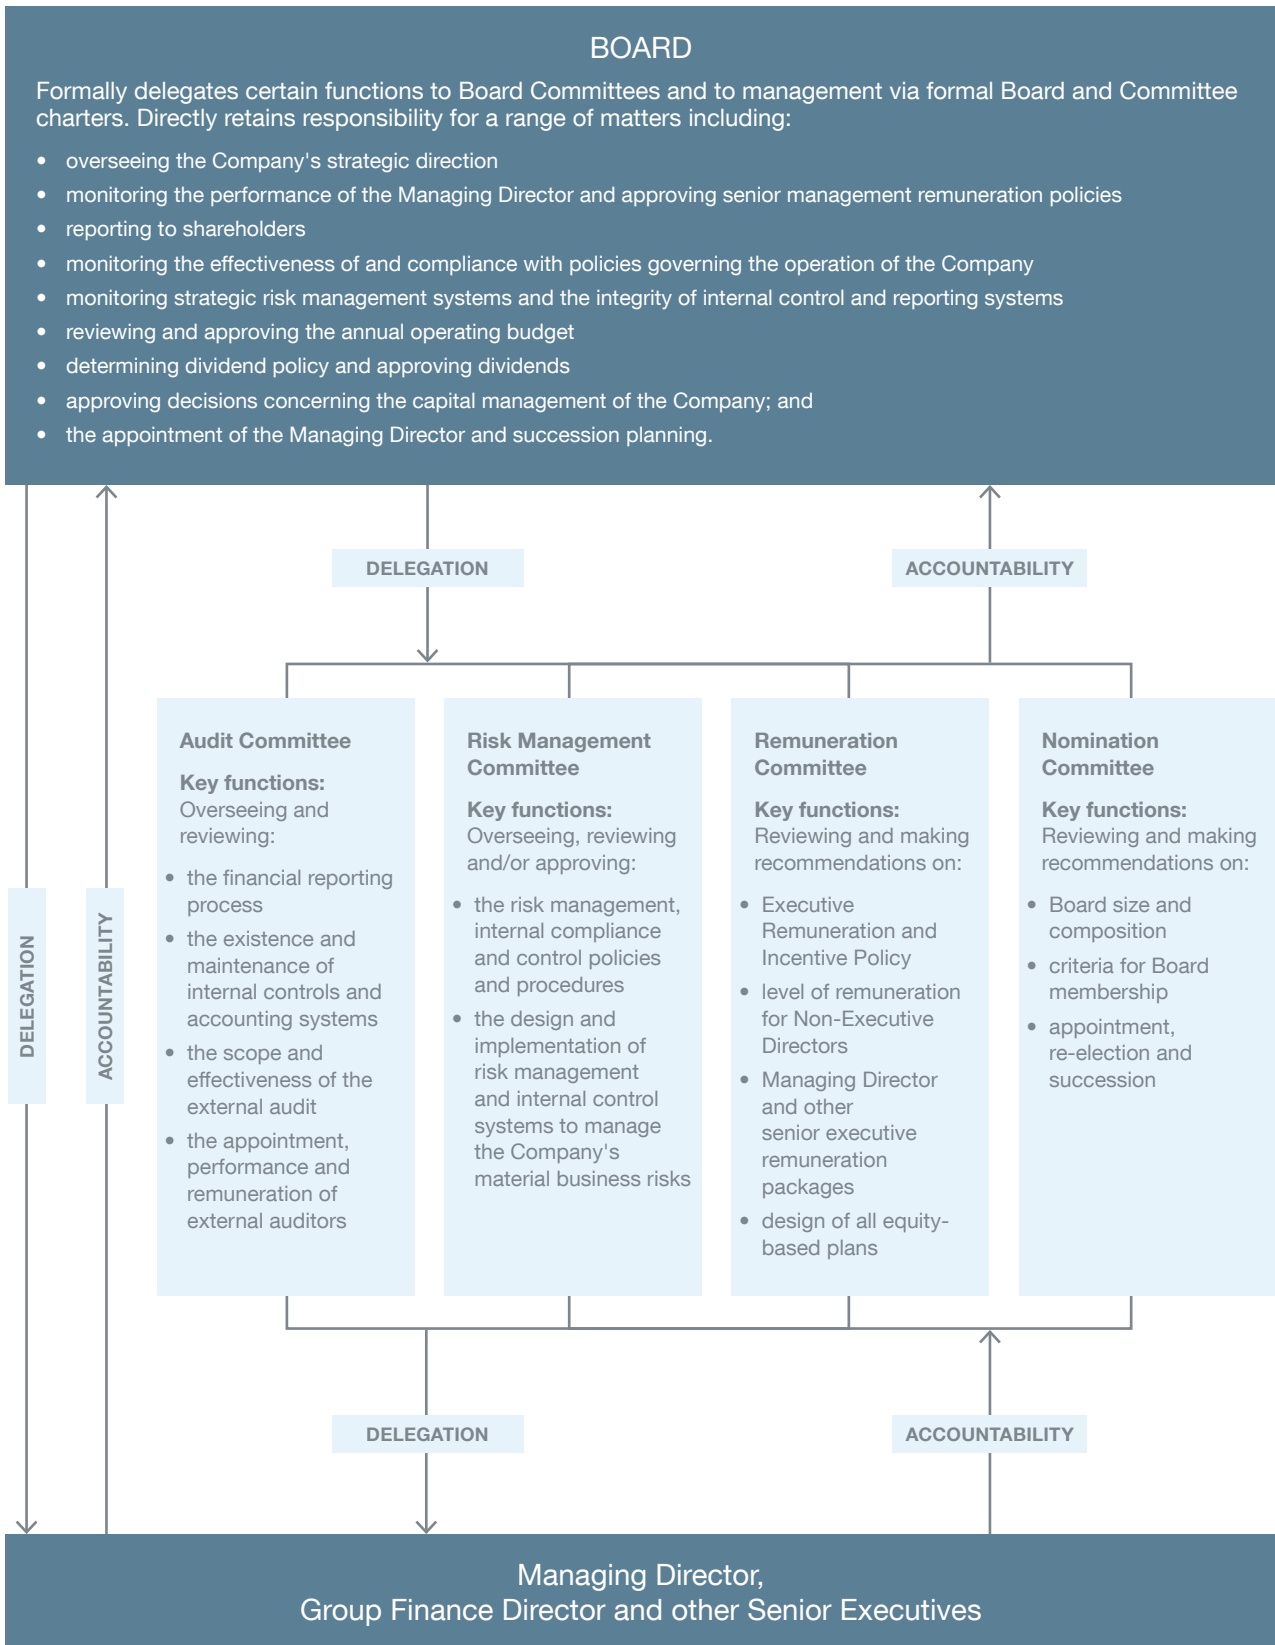 BOARD
Formally delegates certain functions to Board Committees and to management via formal Board and Committee
charters. Directly retains responsibility for a range of matters including:
• overseeing the Company's strategic direction
• monitoring the performance of the Managing Director and approving senior management remuneration policies
• reporting to shareholders
• monitoring the effectiveness of and compliance with policies governing the operation of the Company
• monitoring strategic risk management systems and the integrity of internal control and reporting systems
• reviewing and approving the annual operating budget
• determining dividend policy and approving dividends
• approving decisions concerning the capital management of the Company; and
• the appointment of the Managing Director and succession planning.
DELEGATION
ACCOUNTABILITY
DELEGATION
ACCOUNTABILITY
Audit Committee
Key functions:
Overseeing and
reviewing:
• the financial reporting
process
• the existence and
maintenance of
internal controls and
accounting systems
• the scope and
effectiveness of the
external audit
• the appointment,
performance and
remuneration of
external auditors
Risk Management
Committee
Key functions:
Overseeing, reviewing
and/or approving:
• the risk management,
internal compliance
and control policies
and procedures
• the design and
implementation of
risk management
and internal control
systems to manage
the Company's
material business risks
Remuneration
Committee
Key functions:
Reviewing and making
recommendations on:
• Executive
Remuneration and
Incentive Policy
• level of remuneration
for Non-Executive
Directors
• Managing Director
and other
senior executive
remuneration
packages
• design of all equity-
based plans
Nomination
Committee
Key functions:
Reviewing and making
recommendations on:
• Board size and
composition
• criteria for Board
membership
• appointment,
re-election and
succession
DELEGATION
ACCOUNTABILITY
Managing Director,
Group Finance Director and other Senior Executives